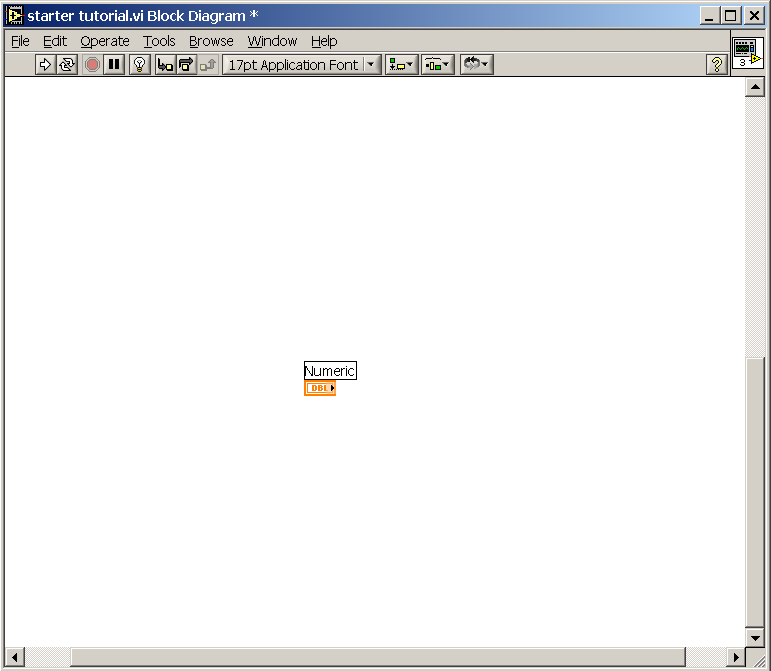 starter tutorial.vi Block Diagram *
File Edit Operate Tools Browse Window Help
17pt Application Font
?
3
Numeric
DBL